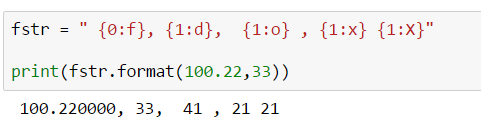 fstr = " {0:f}, {1:d},  {1:o} , {1:x} {1:X}"
print(fstr.format(100.22,33))
 100.220000, 33,  41 , 21 21